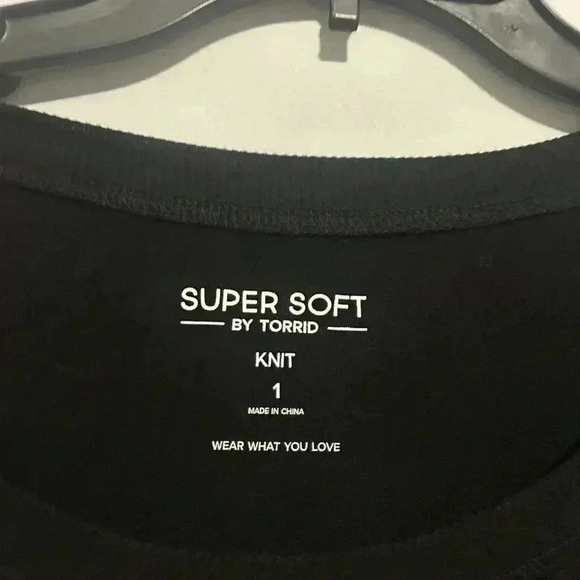 SUPER SOFT
BY TORRID
KNIT
1
MADE IN CHINA
WEAR WHAT YOU LOVE